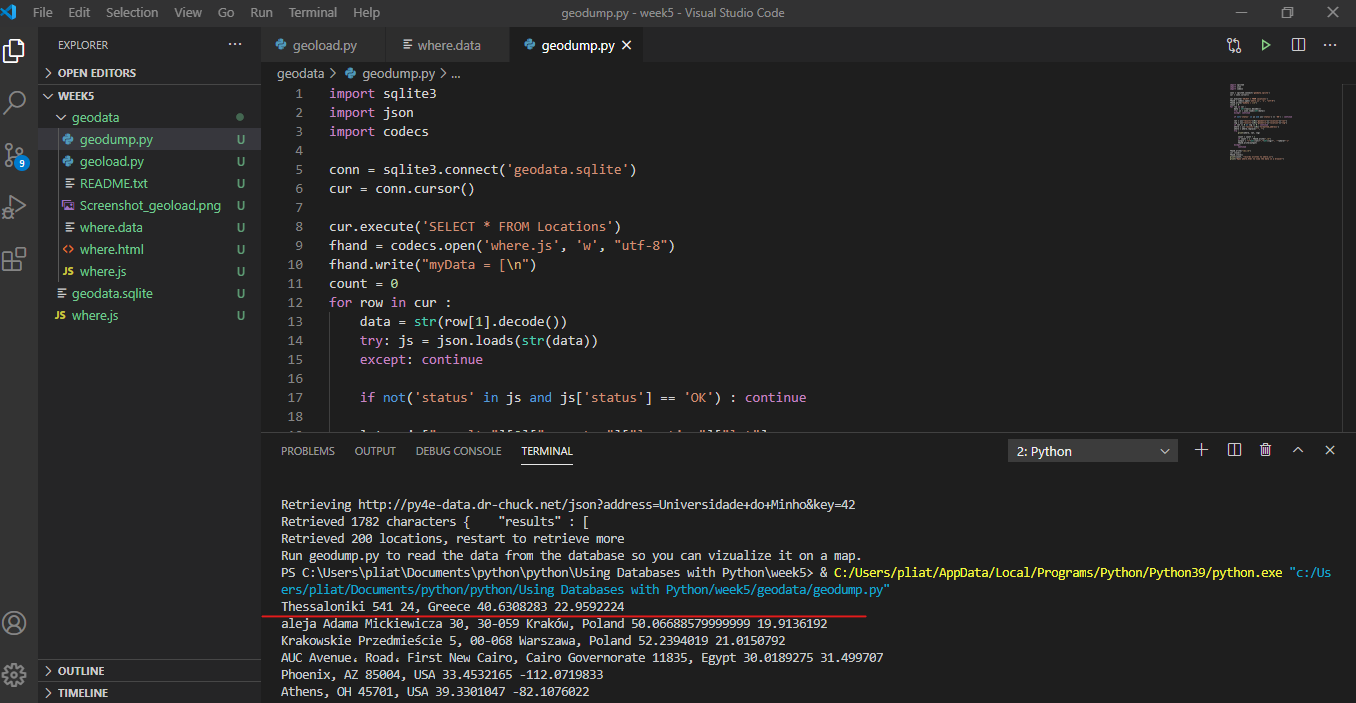 File Edit Selection View Go Run Terminal Help geodump.py - week5 - Visual Studio Code
EXPLORER ···
OPEN EDITORS
WEEK5
geodata
geodump.py U
geoload.py U
README.txt U
Screenshot_geoload.png U
where.data U
where.html U
JS where.js U
geodata.sqlite U
JS where.js U
9
OUTLINE
TIMELINE
geoload.py where.data geodump.py
geodata > geodump.py > ...
1 import sqlite3
2 import json
3 import codecs
4
5 conn = sqlite3.connect('geodata.sqlite')
6 cur = conn.cursor()
7
8 cur.execute('SELECT * FROM Locations')
9 fhand = codecs.open('where.js', 'w', "utf-8")
10 fhand.write("myData = [\n")
11 count = 0
12 for row in cur :
13 data = str(row[1].decode())
14 try: js = json.loads(str(data))
15 except: continue
16
17 if not('status' in js and js['status'] == 'OK') : continue
18
PROBLEMS OUTPUT DEBUG CONSOLE TERMINAL 2: Python
Retrieving http://py4e-data.dr-chuck.net/json?address=Universidade+do+Minho&key=42
Retrieved 1782 characters { "results" : [
Retrieved 200 locations, restart to retrieve more
Run geodump.py to read the data from the database so you can vizualize it on a map.
PS C:\Users\pliat\Documents\python\python\Using Databases with Python\week5> & C:/Users/pliat/AppData/Local/Programs/Python/Python39/python.exe "c:/Us
ers/pliat/Documents/python/python/Using Databases with Python/week5/geodata/geodump.py"
Thessaloniki 541 24, Greece 40.6308283 22.9592224
aleja Adama Mickiewicza 30, 30-059 Kraków, Poland 50.06688579999999 19.9136192
Krakowskie Przedmieście 5, 00-068 Warszawa, Poland 52.2394019 21.0150792
AUC Avenue، Road، First New Cairo, Cairo Governorate 11835, Egypt 30.0189275 31.499707
Phoenix, AZ 85004, USA 33.4532165 -112.0719833
Athens, OH 45701, USA 39.3301047 -82.1076022